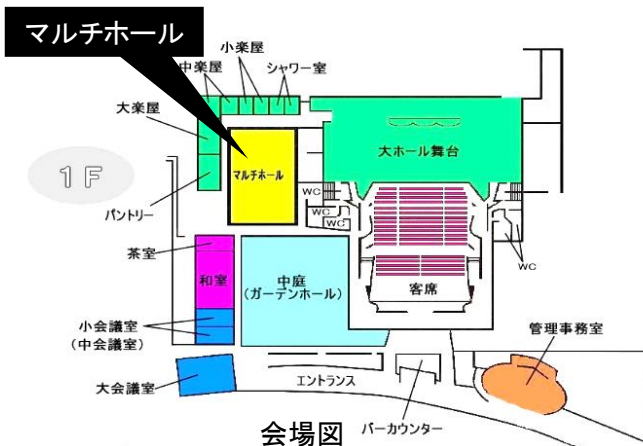 マルチホール
小楽屋
中楽屋
シャワー室
大楽屋
大ホール舞台
1F
マルチホール
WC
WC
WC
パントリー
WC
茶室
和室
中庭
(ガーデンホール)
客席
小会議室
(中会議室)
管理事務室
大会議室
エントランス
会場図
バーカウンター